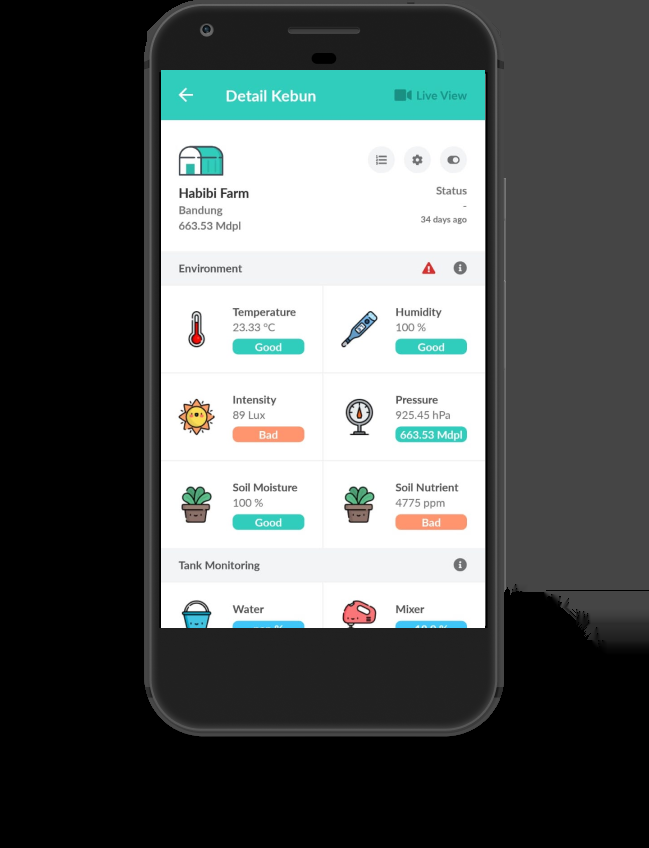 Detail Kebun
Live View
Habibi Farm
Bandung
663.53 Mdpl
Status
-
34 days ago
Environment
Temperature
23.33 °C
Good
Humidity
100 %
Good
Intensity
89 Lux
Bad
Pressure
925.45 hPa
663.53 Mdpl
Soil Moisture
100 %
Good
Soil Nutrient
4775 ppm
Bad
Tank Monitoring
Water
Mixer